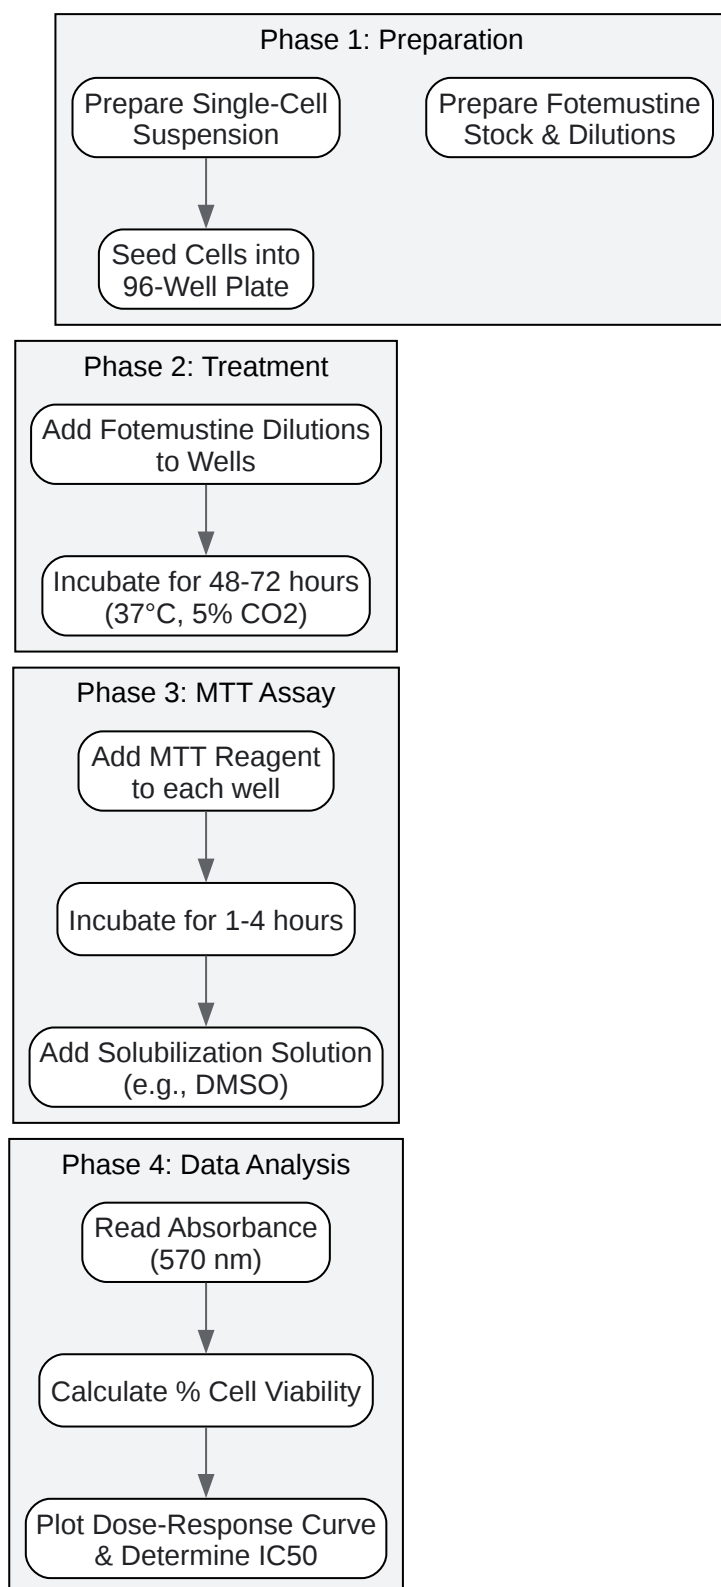 Phase 1: Preparation
Prepare Single-Cell
Suspension
Prepare Fotemustine
Stock & Dilutions
Seed Cells into
96-Well Plate
Phase 2: Treatment
Add Fotemustine Dilutions
to Wells
Incubate for 48-72 hours
(37°C, 5% CO2)
Phase 3: MTT Assay
Add MTT Reagent
to each well
Incubate for 1-4 hours
Add Solubilization Solution
(e.g., DMSO)
Phase 4: Data Analysis
Read Absorbance
(570 nm)
Calculate % Cell Viability
Plot Dose-Response Curve
& Determine IC50